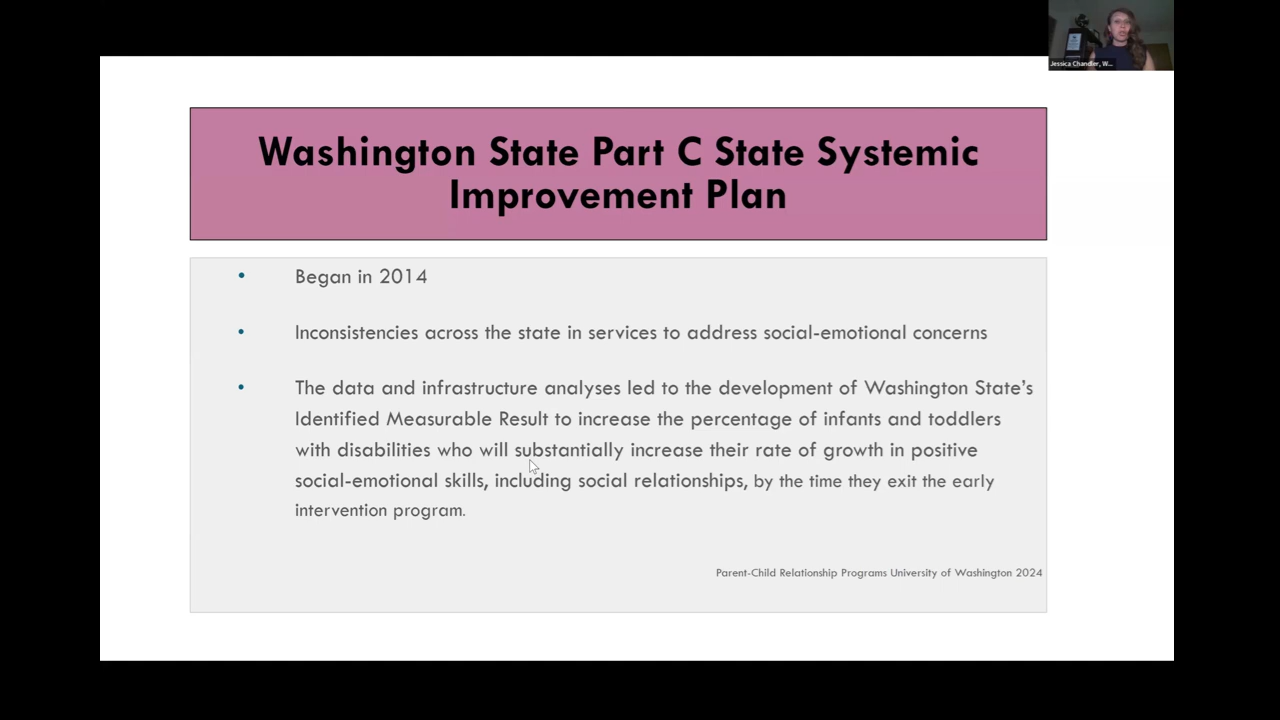 Jessica Chandler, W...
Washington State Part C State Systemic
Improvement Plan
• Began in 2014
• Inconsistencies across the state in services to address social-emotional concerns
• The data and infrastructure analyses led to the development of Washington State’s
Identified Measurable Result to increase the percentage of infants and toddlers
with disabilities who will substantially increase their rate of growth in positive
social-emotional skills, including social relationships, by the time they exit the early
intervention program.
Parent-Child Relationship Programs University of Washington 2024